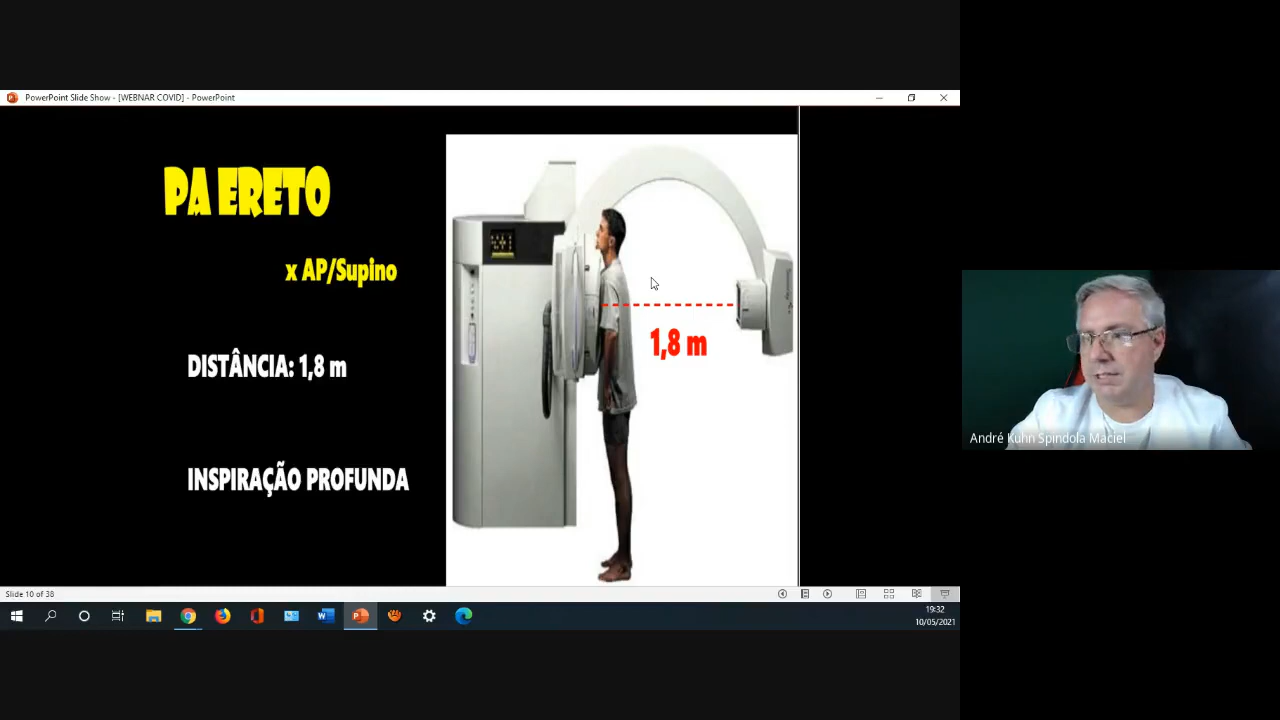 PowerPoint Slide Show - [WEBNAR COVID] - PowerPoint
PA ERETO
x AP/Supino
DISTÂNCIA: 1,8 m
1,8 m
INSPIRAÇÃO PROFUNDA
André Kuhn Spindola Maciel
Slide 10 of 38
19:32
10/05/2021